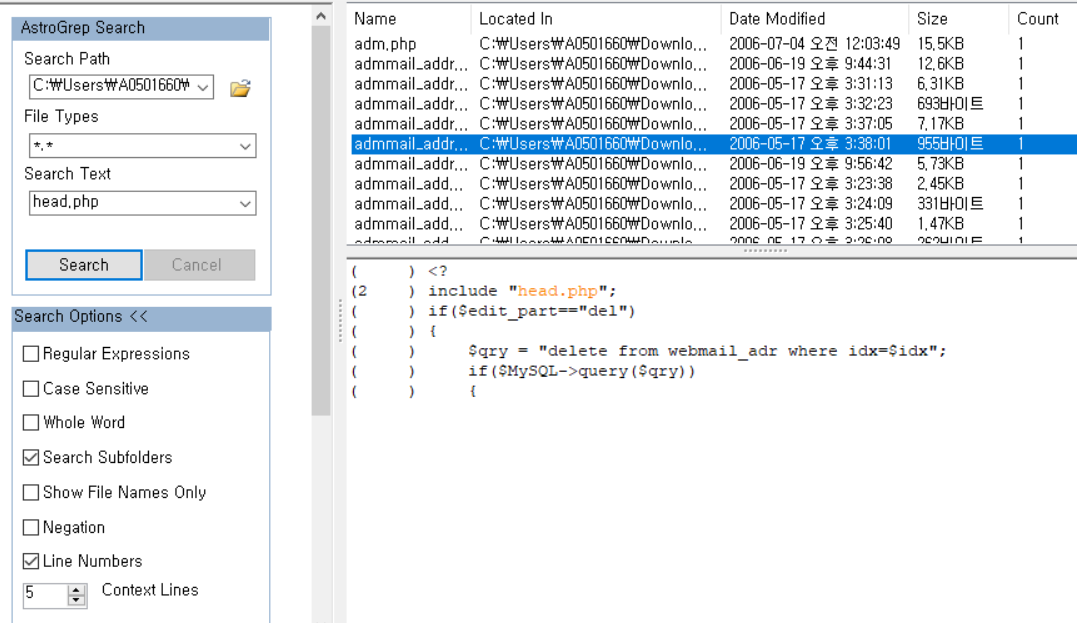 AstroGrep Search
Search Path
C:₩Users₩A0501660₩
File Types
*.*
Search Text
head.php
Search Cancel
Search Options <<
Regular Expressions
Case Sensitive
Whole Word
Search Subfolders
Show File Names Only
Negation
Line Numbers
5 Context Lines
Name Located In Date Modified Size Count
adm.php C:₩Users₩A0501660₩Downlo... 2006-07-04 오전 12:03:49 15.5KB 1
admmail_addr... C:₩Users₩A0501660₩Downlo... 2006-06-19 오후 9:44:31 12.6KB 1
admmail_addr... C:₩Users₩A0501660₩Downlo... 2006-05-17 오후 3:31:13 6.31KB 1
admmail_addr... C:₩Users₩A0501660₩Downlo... 2006-05-17 오후 3:32:23 693바이트 1
admmail_addr... C:₩Users₩A0501660₩Downlo... 2006-05-17 오후 3:37:05 7.17KB 1
admmail_addr... C:₩Users₩A0501660₩Downlo... 2006-05-17 오후 3:38:01 955바이트 1
admmail_addr... C:₩Users₩A0501660₩Downlo... 2006-06-19 오후 9:56:42 5.73KB 1
admmail_add... C:₩Users₩A0501660₩Downlo... 2006-05-17 오후 3:23:38 2.45KB 1
admmail_add... C:₩Users₩A0501660₩Downlo... 2006-05-17 오후 3:24:09 331바이트 1
admmail_add... C:₩Users₩A0501660₩Downlo... 2006-05-17 오후 3:25:40 1.47KB 1
( ) <?
(2 ) include "head.php";
( ) if($edit_part=="del")
( ) {
( ) $qry = "delete from webmail_adr where idx=$idx";
( ) if($MySQL->query($qry))
( ) {